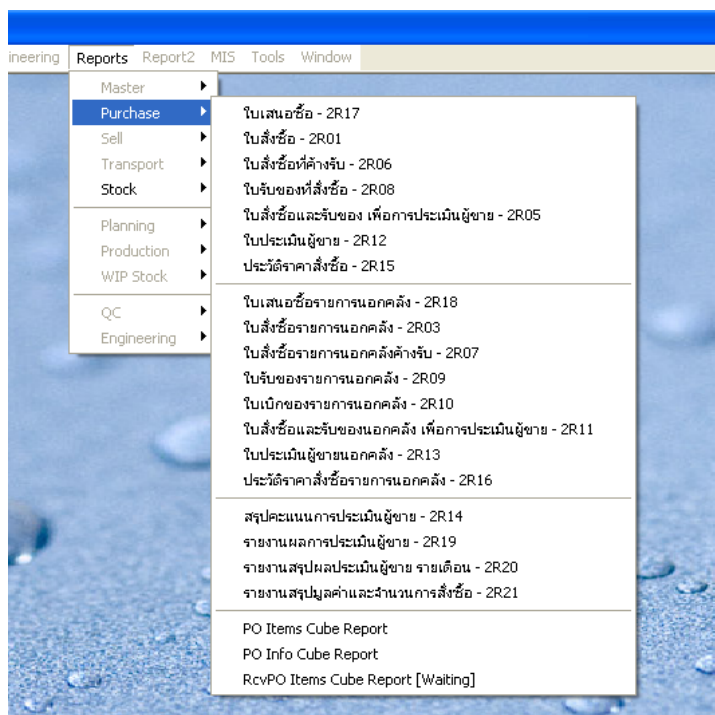 ineering Reports Report2 MIS Tools Window
Master
Purchase
Sell
Transport
Stock
Planning
Production
WIP Stock
QC
Engineering
ใบเสนอซื้อ - 2R17
ใบสั่งซื้อ - 2R01
ใบสั่งซื้อที่ค้างรับ - 2R06
ใบรับของที่สั่งซื้อ - 2R08
ใบสั่งซื้อและรับของ เพื่อการประเมินผู้ขาย - 2R05
ใบประเมินผู้ขาย - 2R12
ประวัติราคาสั่งซื้อ - 2R15
ใบเสนอซื้อรายการนอกคลัง - 2R18
ใบสั่งซื้อรายการนอกคลัง - 2R03
ใบสั่งซื้อรายการนอกคลังค้างรับ - 2R07
ใบรับของรายการนอกคลัง - 2R09
ใบเบิกของรายการนอกคลัง - 2R10
ใบสั่งซื้อและรับของนอกคลัง เพื่อการประเมินผู้ขาย - 2R11
ใบประเมินผู้ขายนอกคลัง - 2R13
ประวัติราคาสั่งซื้อรายการนอกคลัง - 2R16
สรุปคะแนนการประเมินผู้ขาย - 2R14
รายงานผลการประเมินผู้ขาย - 2R19
รายงานสรุปผลประเมินผู้ขาย รายเดือน - 2R20
รายงานสรุปมูลค่าและจำนวนการสั่งซื้อ - 2R21
PO Items Cube Report
PO Info Cube Report
RcvPO Items Cube Report [Waiting]